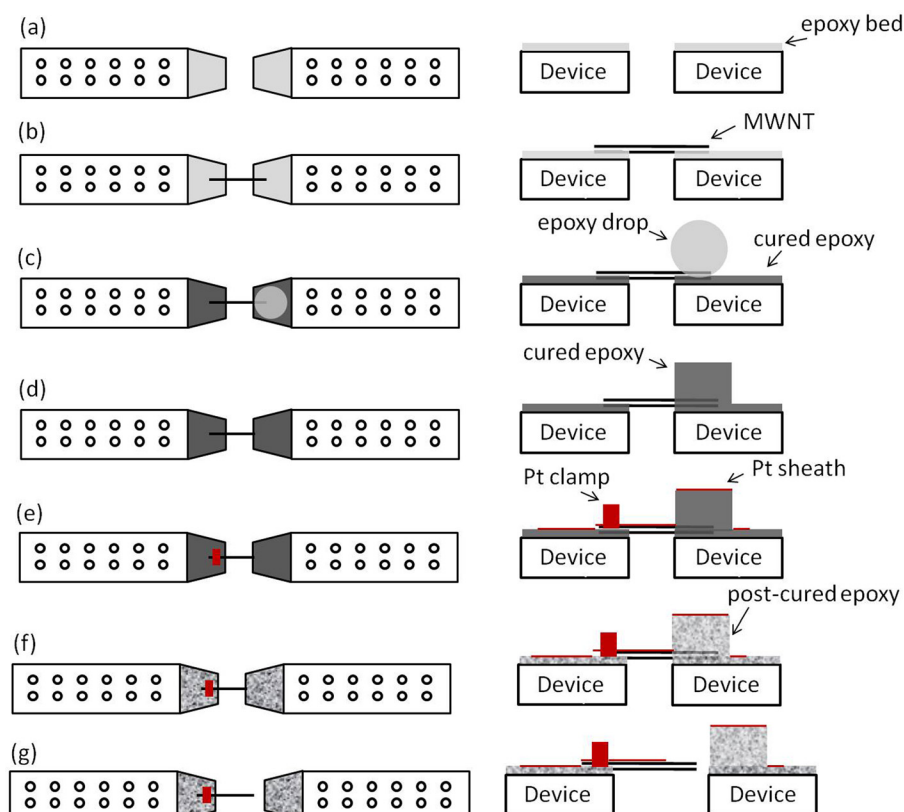 (a)
epoxy bed
Device Device
(b)
MWNT
Device Device
epoxy drop
cured epoxy
(c)
Device Device
cured epoxy
(d)
Device Device
Pt clamp
Pt sheath
(e)
Device Device
post-cured epoxy
(f)
Device Device
(g)
Device Device